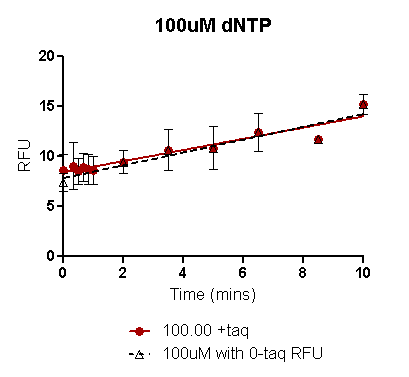 100uM dNTP
20
15
10
5
0
RFU
0 2 4 6 8 10
Time (mins)
100.00 +taq
100uM with 0-taq RFU